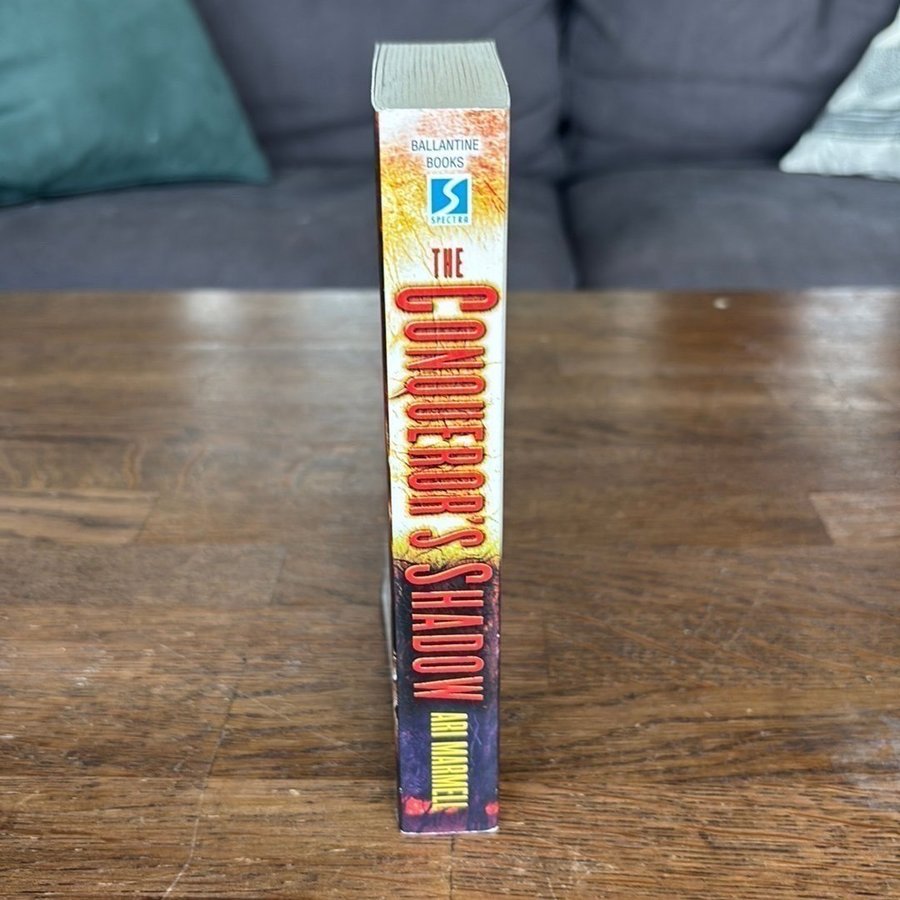 BALLANTINE
BOOKS
SPECTRA
THE
CONQUEROR'S SHADOW
ARI MARMELL